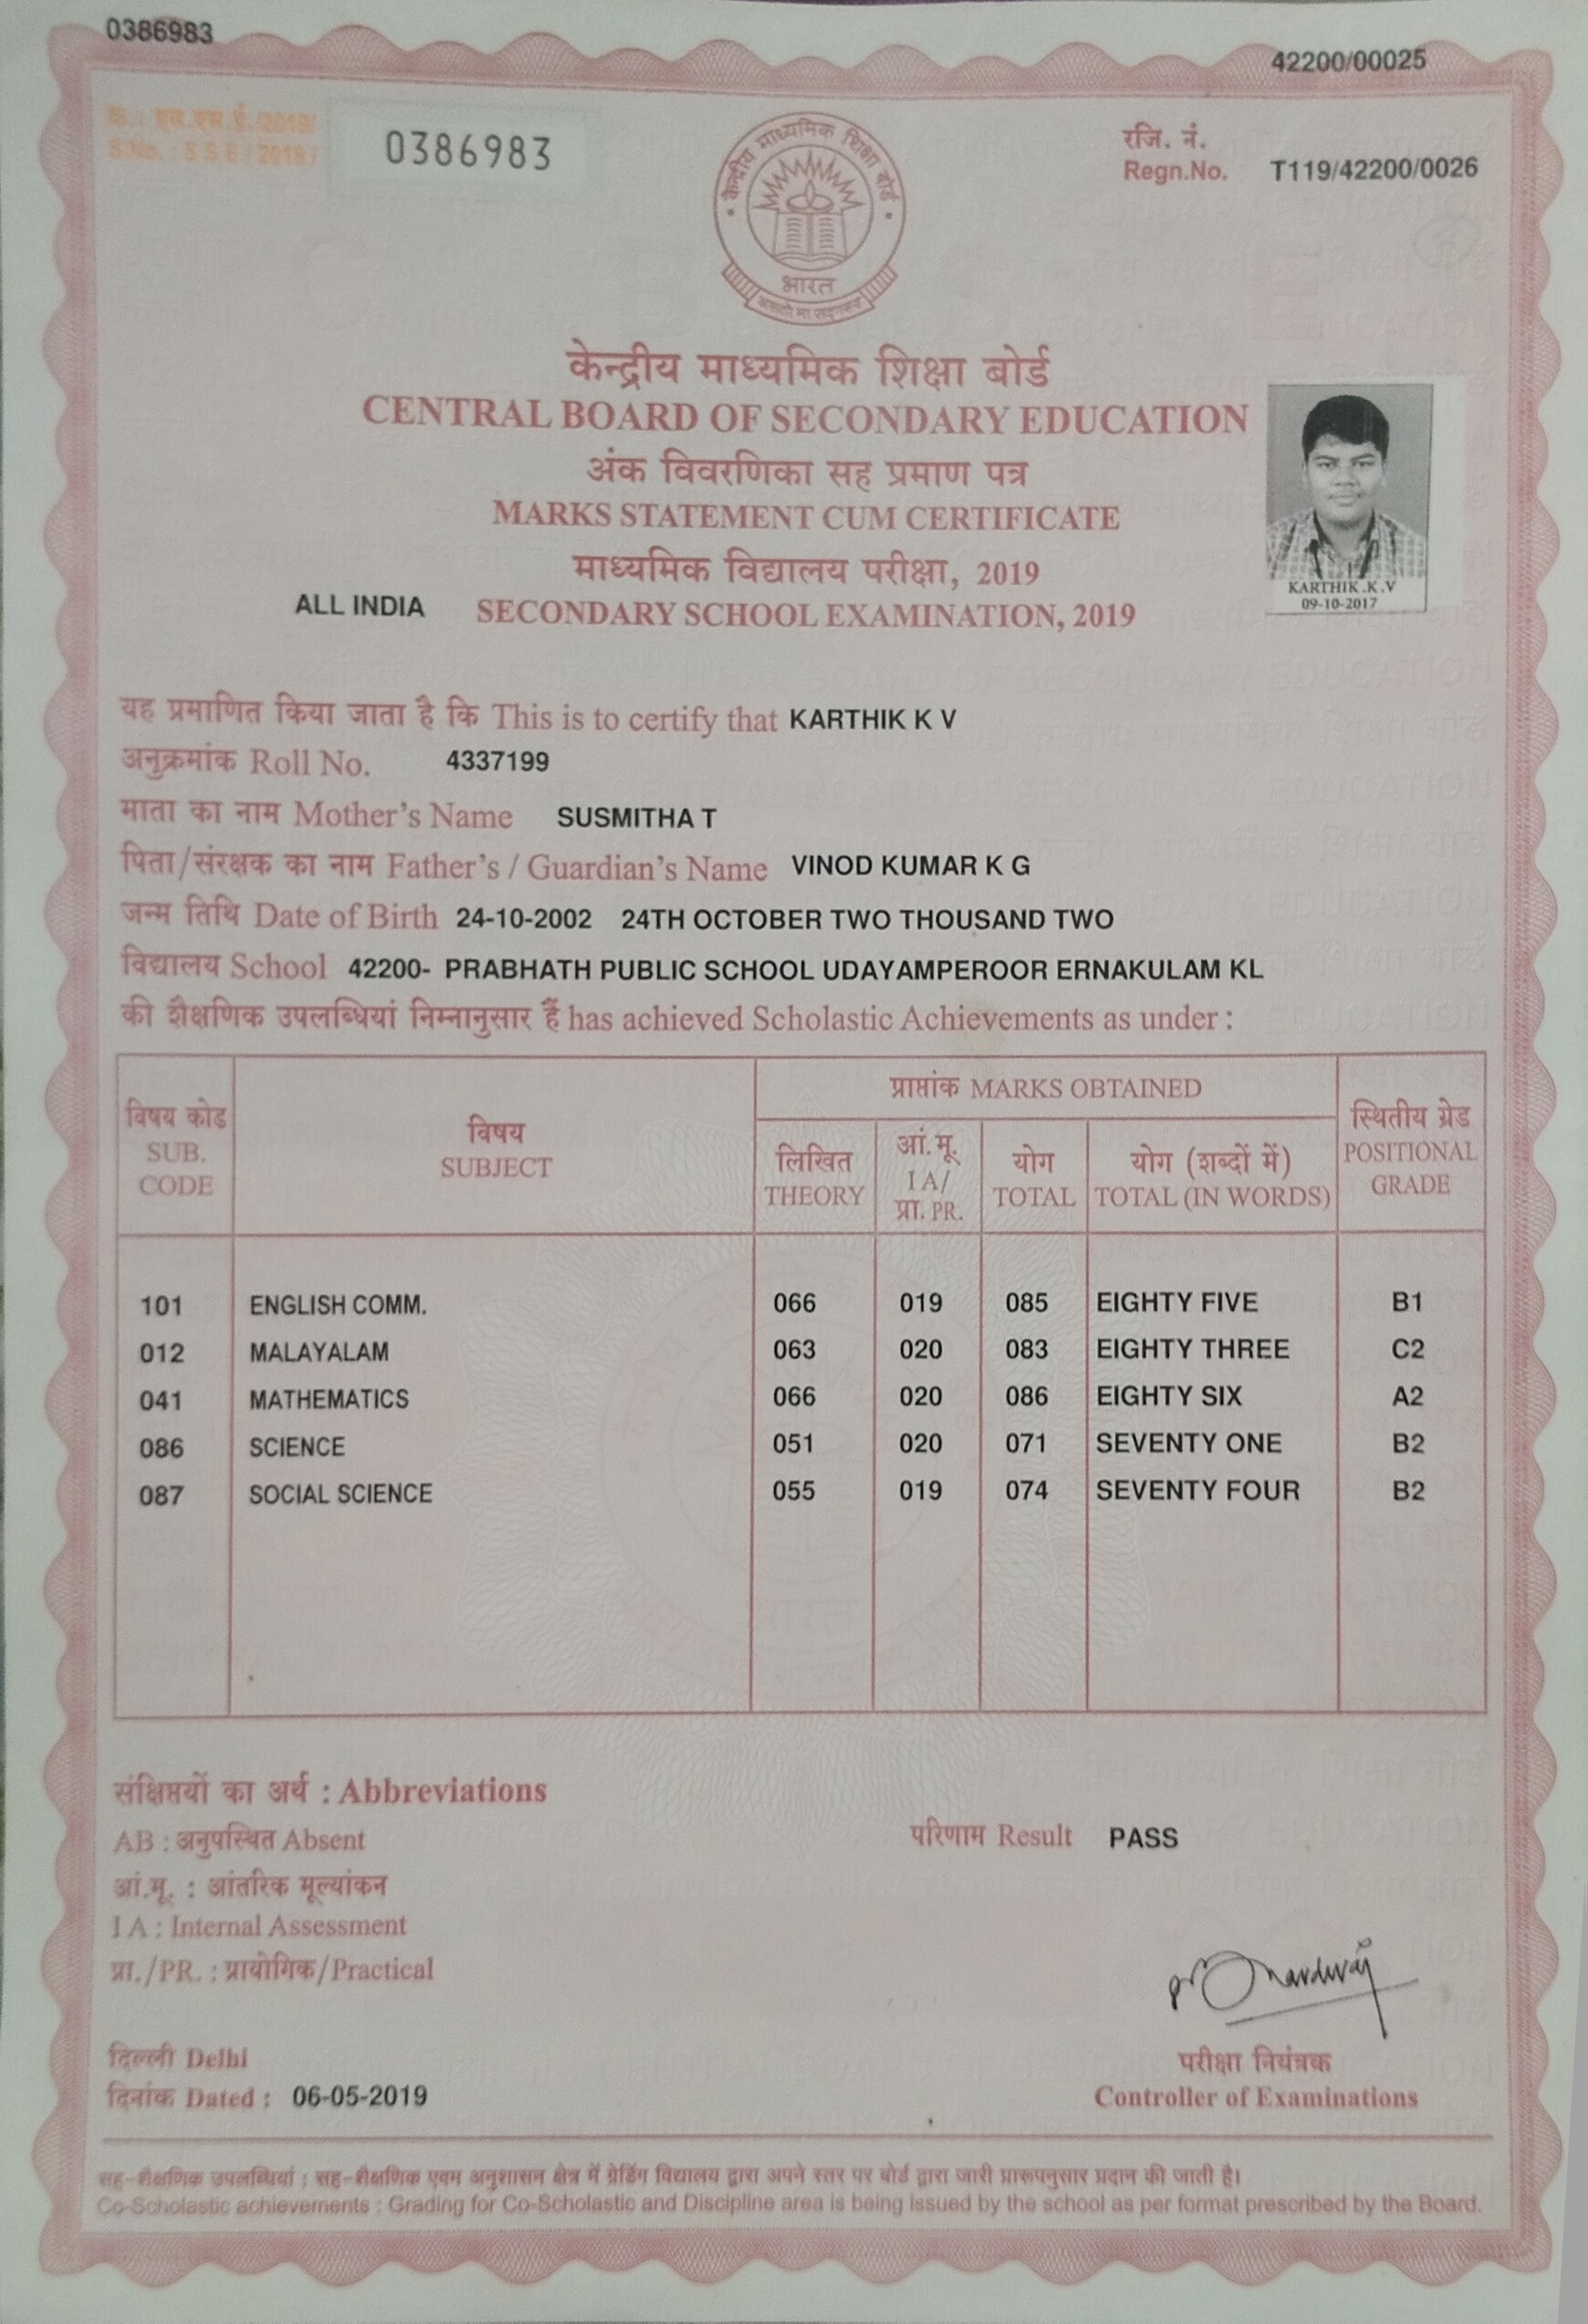 0386983
42200/00025
क्र. : एस.एस.ई./2019/
S.No. : S S E / 2019 /
0386983
रजि. नं.
Regn.No. T119/42200/0026
केन्द्रीय माध्यमिक शिक्षा बोर्ड
भारत
असतो मा सद्गमय
केन्द्रीय माध्यमिक शिक्षा बोर्ड
CENTRAL BOARD OF SECONDARY EDUCATION
अंक विवरणिका सह प्रमाण पत्र
MARKS STATEMENT CUM CERTIFICATE
माध्यमिक विद्यालय परीक्षा, 2019
ALL INDIA SECONDARY SCHOOL EXAMINATION, 2019
KARTHIK.K.V
09-10-2017
यह प्रमाणित किया जाता है कि This is to certify that KARTHIK K V
अनुक्रमांक Roll No. 4337199
माता का नाम Mother's Name SUSMITHA T
पिता/संरक्षक का नाम Father's / Guardian's Name VINOD KUMAR K G
जन्म तिथि Date of Birth 24-10-2002 24TH OCTOBER TWO THOUSAND TWO
विद्यालय School 42200- PRABHATH PUBLIC SCHOOL UDAYAMPEROOR ERNAKULAM KL
की शैक्षणिक उपलब्धियां निम्नानुसार हैं has achieved Scholastic Achievements as under :
विषय कोड
SUB.
CODE
विषय
SUBJECT
प्राप्तांक MARKS OBTAINED
लिखित
THEORY
आं.मू.
I A/
प्रा. PR.
योग
TOTAL
योग (शब्दों में)
TOTAL (IN WORDS)
स्थितीय ग्रेड
POSITIONAL
GRADE
101 ENGLISH COMM. 066 019 085 EIGHTY FIVE B1
012 MALAYALAM 063 020 083 EIGHTY THREE C2
041 MATHEMATICS 066 020 086 EIGHTY SIX A2
086 SCIENCE 051 020 071 SEVENTY ONE B2
087 SOCIAL SCIENCE 055 019 074 SEVENTY FOUR B2
संक्षिप्तयों का अर्थ : Abbreviations
AB : अनुपस्थित Absent
परिणाम Result PASS
आं.मू. : आंतरिक मूल्यांकन
I A : Internal Assessment
प्रा./PR. : प्रायोगिक/Practical
दिल्ली Delhi
दिनांक Dated : 06-05-2019
परीक्षा नियंत्रक
Controller of Examinations
सह-शैक्षणिक उपलब्धियां : सह-शैक्षणिक एवम अनुशासन क्षेत्र में ग्रेडिंग विद्यालय द्वारा अपने स्तर पर बोर्ड द्वारा जारी प्रारूपनुसार प्रदान की जाती है।
Co-Scholastic achievements : Grading for Co-Scholastic and Discipline area is being issued by the school as per format prescribed by the Board.